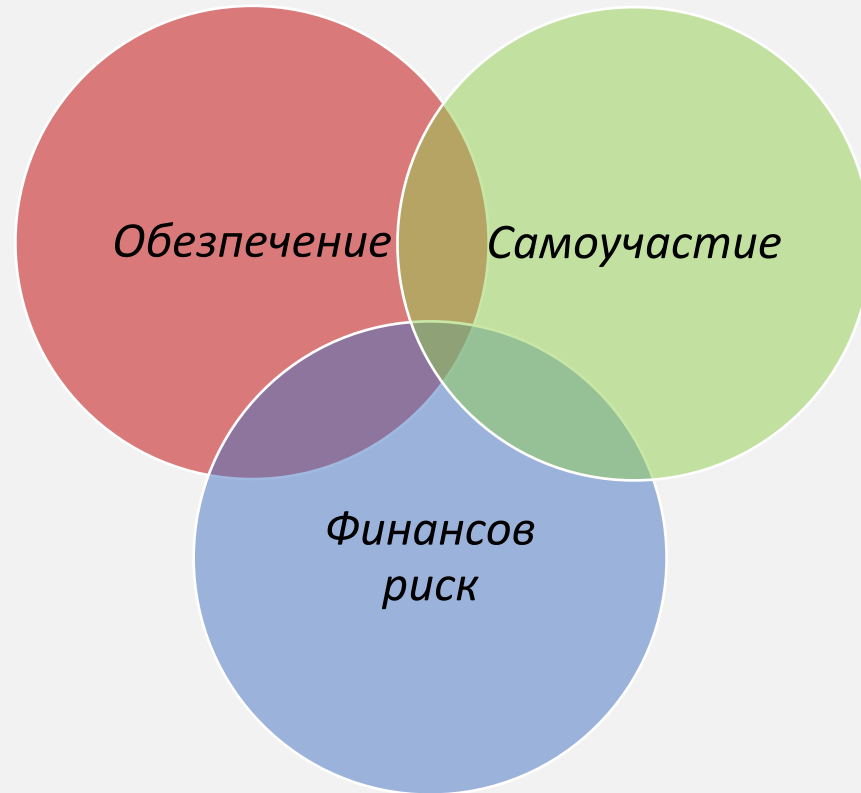 Обезпечение
Самоучастие
Финансов
риск